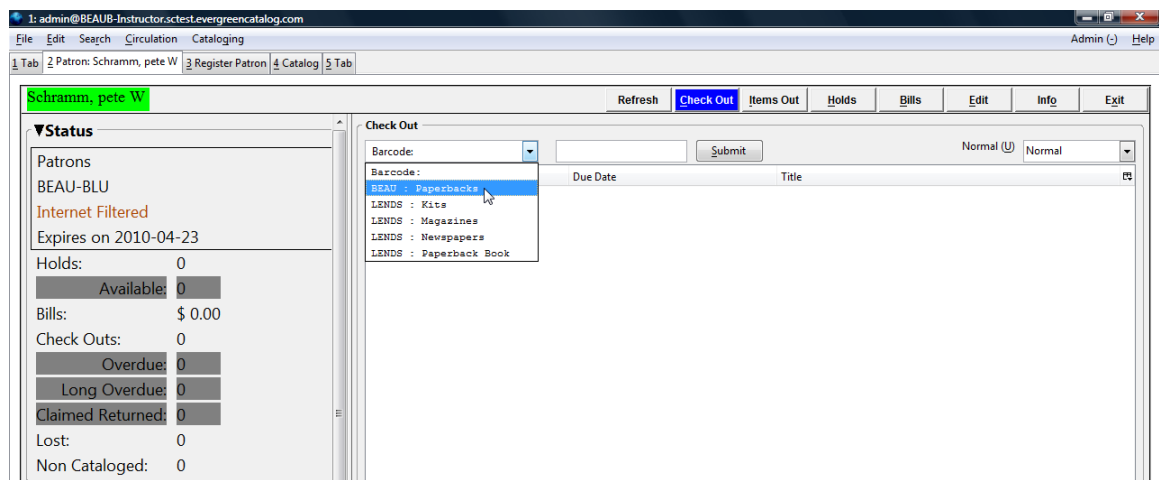 1: admin@BEAUB-Instructor.sctest.evergreencatalog.com
File Edit Search Circulation Cataloging Admin (-) Help
1 Tab 2 Patron: Schramm, pete W 3 Register Patron 4 Catalog 5 Tab
Schramm, pete W Refresh Check Out Items Out Holds Bills Edit Info Exit
▼Status
Patrons
BEAU-BLU
Internet Filtered
Expires on 2010-04-23
Holds: 0
Available: 0
Bills: $ 0.00
Check Outs: 0
Overdue: 0
Long Overdue: 0
Claimed Returned: 0
Lost: 0
Non Cataloged: 0
Check Out
Barcode: Submit Normal (U) Normal
Due Date Title
Barcode:
BEAU : Paperbacks
LENDS : Kits
LENDS : Magazines
LENDS : Newspapers
LENDS : Paperback Book